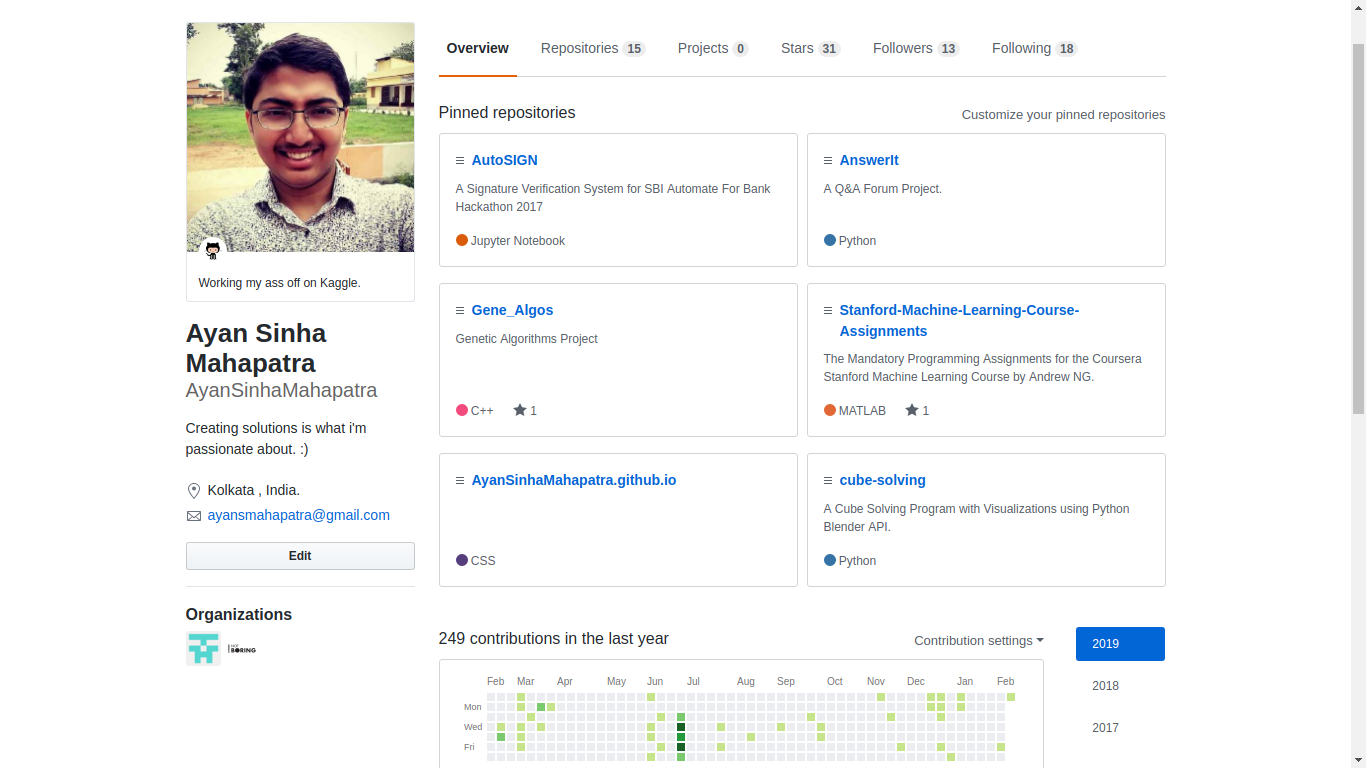 Overview
Repositories 15
Projects 0
Stars 31
Followers 13
Following 18
Working my ass off on Kaggle.
Ayan Sinha
Mahapatra
AyanSinhaMahapatra
Creating solutions is what i'm
passionate about. :)
Kolkata , India.
ayansmahapatra@gmail.com
Edit
Organizations
!BORING
Pinned repositories
Customize your pinned repositories
AutoSIGN
A Signature Verification System for SBI Automate For Bank
Hackathon 2017
Jupyter Notebook
AnswerIt
A Q&A Forum Project.
Python
Gene_Algos
Genetic Algorithms Project
C++ 1
Stanford-Machine-Learning-Course-
Assignments
The Mandatory Programming Assignments for the Coursera
Stanford Machine Learning Course by Andrew NG.
MATLAB 1
AyanSinhaMahapatra.github.io
CSS
cube-solving
A Cube Solving Program with Visualizations using Python
Blender API.
Python
249 contributions in the last year
Contribution settings
Feb Mar Apr May Jun Jul Aug Sep Oct Nov Dec Jan Feb
Mon
Wed
Fri
2019
2018
2017